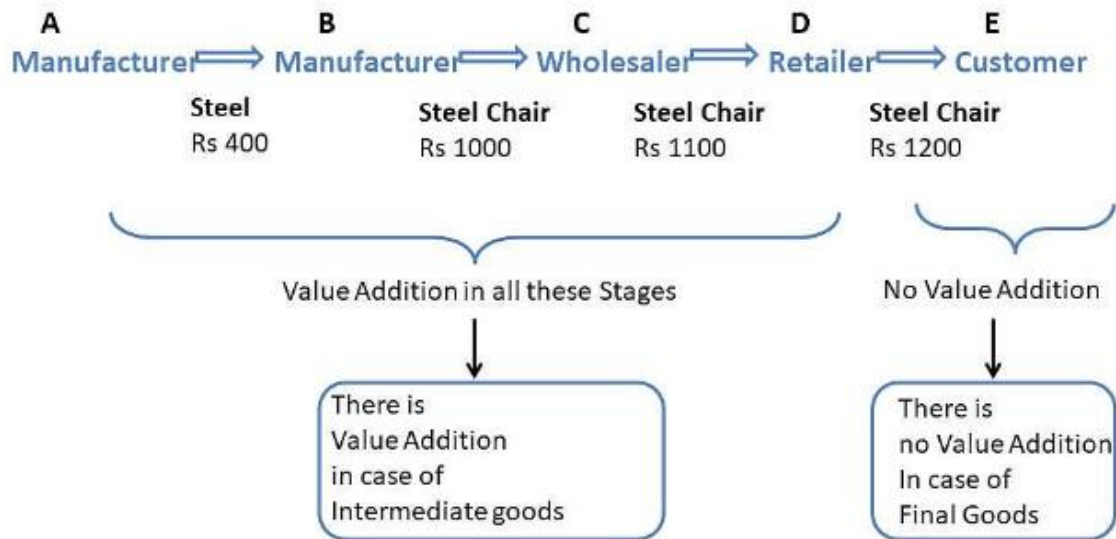 A B C D E
Manufacturer Manufacturer Wholesaler Retailer Customer
Steel Steel Chair Steel Chair Steel Chair
Rs 400 Rs 1000 Rs 1100 Rs 1200
Value Addition in all these Stages No Value Addition
There is
Value Addition
in case of
Intermediate goods
There is
no Value Addition
In case of
Final Goods